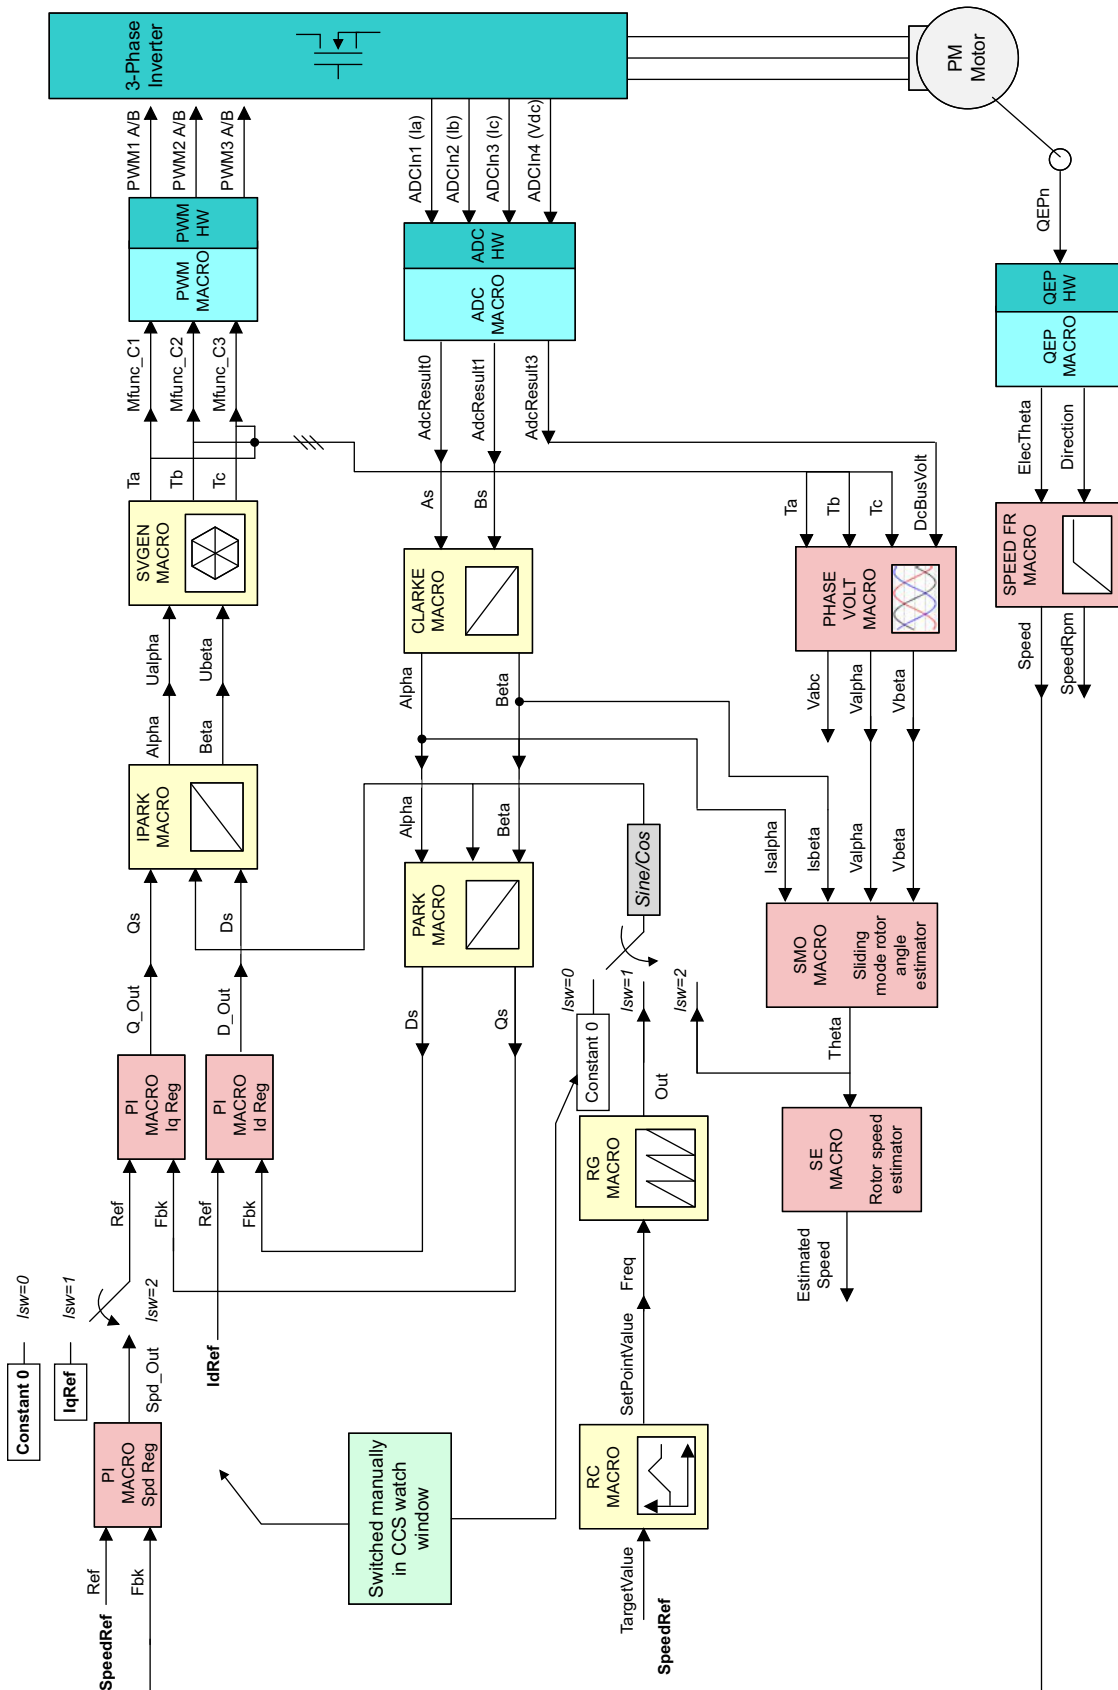 Constant 0
Isw=0
IqRef
Isw=1
Isw=2
SpeedRef
Ref
Fbk
PI
MACRO
Spd Reg
Spd_Out
Ref
Fbk
PI
MACRO
Iq Reg
Q_Out
Qs
IdRef
Ref
Fbk
PI
MACRO
Id Reg
D_Out
Ds
IPARK
MACRO
Alpha
Beta
Ualpha
Ubeta
SVGEN
MACRO
Ta
Tb
Tc
Mfunc_C1
Mfunc_C2
Mfunc_C3
PWM
MACRO
PWM
HW
PWM1 A/B
PWM2 A/B
PWM3 A/B
3-Phase
Inverter
Switched manually
in CCS watch
window
Ds
Qs
PARK
MACRO
Alpha
Beta
Alpha
Beta
CLARKE
MACRO
As
Bs
AdcResult0
AdcResult1
AdcResult3
ADC
MACRO
ADC
HW
ADCIn1 (Ia)
ADCIn2 (Ib)
ADCIn3 (Ic)
ADCIn4 (Vdc)
TargetValue
SpeedRef
RC
MACRO
SetPointValue
Freq
RG
MACRO
Out
Constant 0
Isw=0
Isw=1
Isw=2
Sine/Cos
Estimated
Speed
SE
MACRO
Rotor speed
estimator
Theta
SMO
MACRO
Sliding
mode rotor
angle
estimator
Isalpha
Isbeta
Valpha
Vbeta
Vabc
Valpha
Vbeta
PHASE
VOLT
MACRO
Ta
Tb
Tc
DcBusVolt
Speed
SpeedRpm
SPEED FR
MACRO
ElecTheta
Direction
QEP
MACRO
QEP
HW
QEPn
PM
Motor